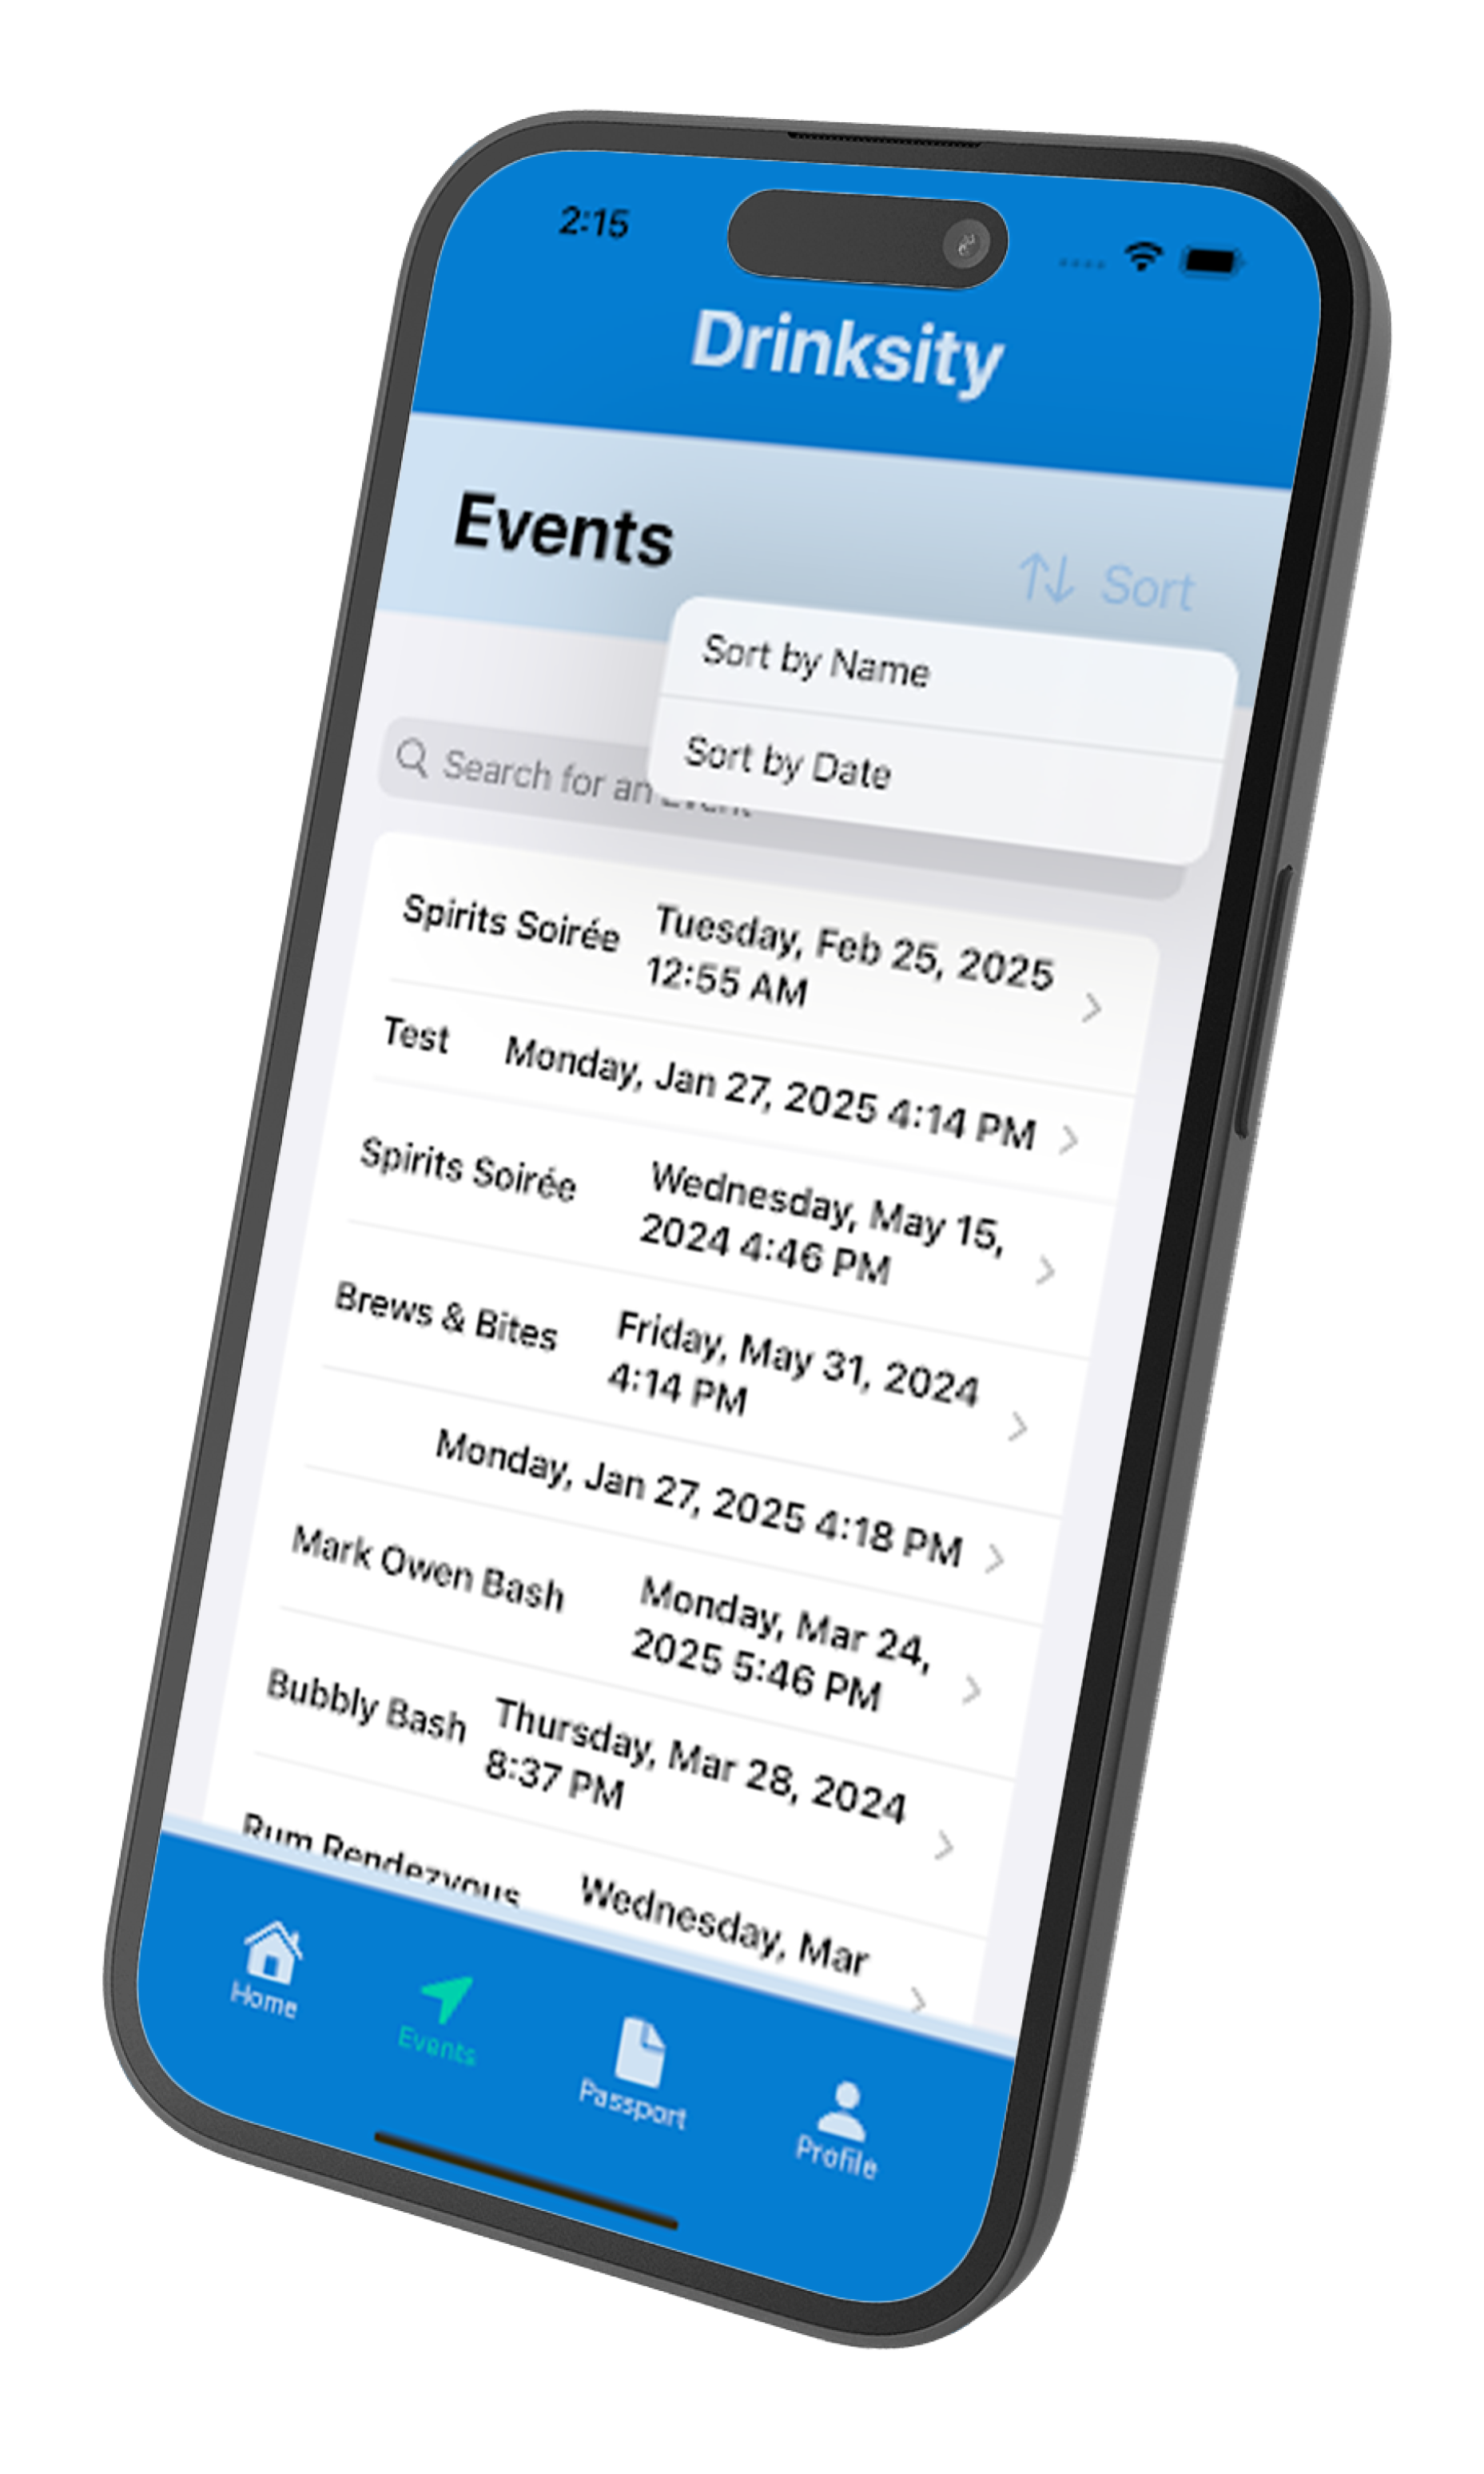 2:15
Drinksity
Events
Sort
Sort by Name
Sort by Date
Search for an Event
Spirits Soirée
Tuesday, Feb 25, 2025
12:55 AM
Test
Monday, Jan 27, 2025 4:14 PM
Spirits Soirée
Wednesday, May 15,
2024 4:46 PM
Brews & Bites
Friday, May 31, 2024
4:14 PM
Monday, Jan 27, 2025 4:18 PM
Mark Owen Bash
Monday, Mar 24,
2025 5:46 PM
Bubbly Bash
Thursday, Mar 28, 2024
8:37 PM
Rum Rendezvous
Wednesday, Mar
Home
Events
Passport
Profile